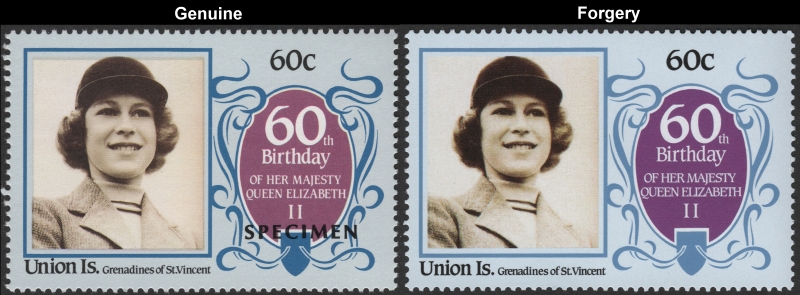 Genuine
Forgery
60c
60th
Birthday
OF HER MAJESTY
QUEEN ELIZABETH
II
SPECIMEN
Union Is. Grenadines of St.Vincent
60c
60th
Birthday
OF HER MAJESTY
QUEEN ELIZABETH
II
Union Is. Grenadines of St.Vincent